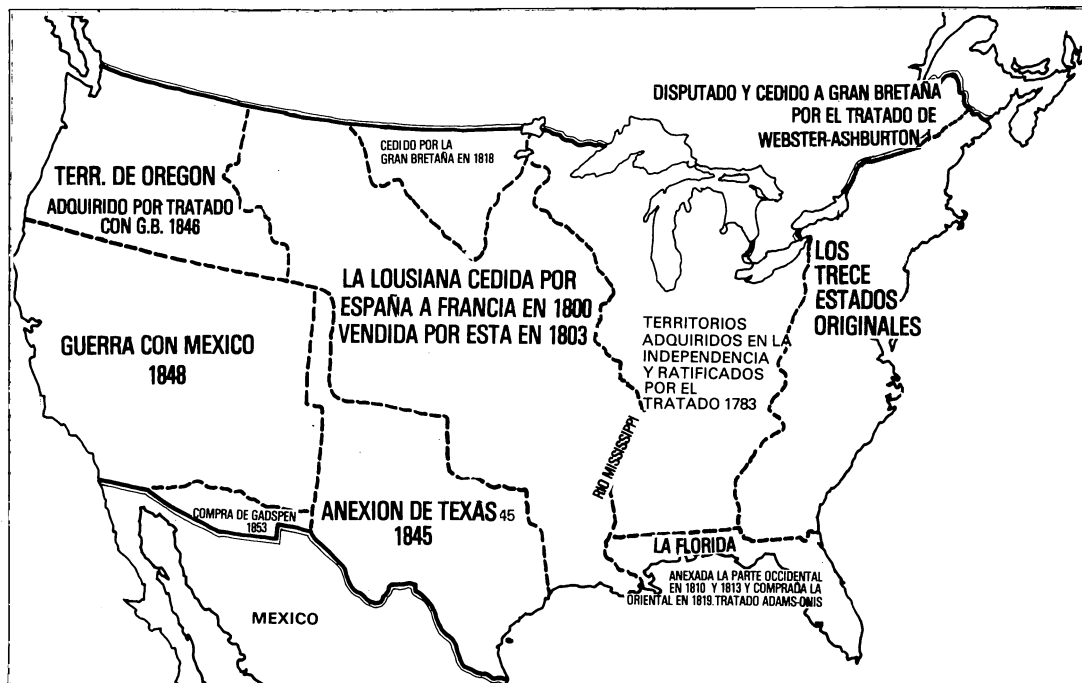 DISPUTADO Y CEDIDO A GRAN BRETAÑA
POR EL TRATADO DE
WEBSTER-ASHBURTON
CEDIDO POR LA
GRAN BRETAÑA EN 1818
TERR. DE OREGON
ADQUIRIDO POR TRATADO
CON G.B. 1846
LOS
TRECE
ESTADOS
ORIGINALES
LA LOUSIANA CEDIDA POR
ESPAÑA A FRANCIA EN 1800
VENDIDA POR ESTA EN 1803
GUERRA CON MEXICO
1848
TERRITORIOS
ADQUIRIDOS EN LA
INDEPENDENCIA
Y RATIFICADOS
POR EL
TRATADO 1783
RIO MISSISSIPPI
COMPRA DE GADSPEN
1853
ANEXION DE TEXAS 45
1845
LA FLORIDA
ANEXADA LA PARTE OCCIDENTAL
EN 1810 Y 1813 Y COMPRADA LA
ORIENTAL EN 1819. TRATADO ADAMS-ONIS
MEXICO